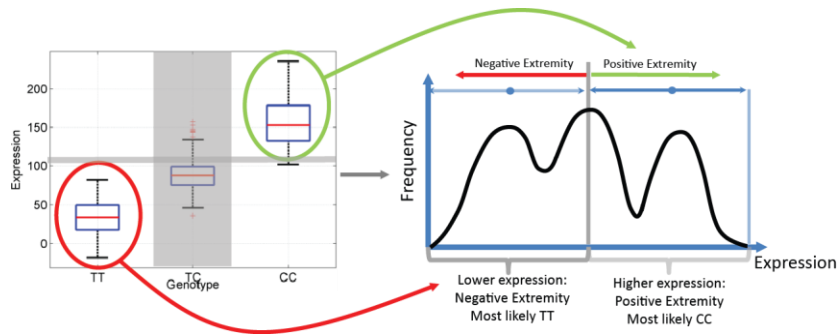 Expression
200
150
100
50
0
TT
TC
CC
Genotype
Negative Extremity
Positive Extremity
Frequency
Expression
Lower expression:
Negative Extremity
Most likely TT
Higher expression:
Positive Extremity
Most likely CC